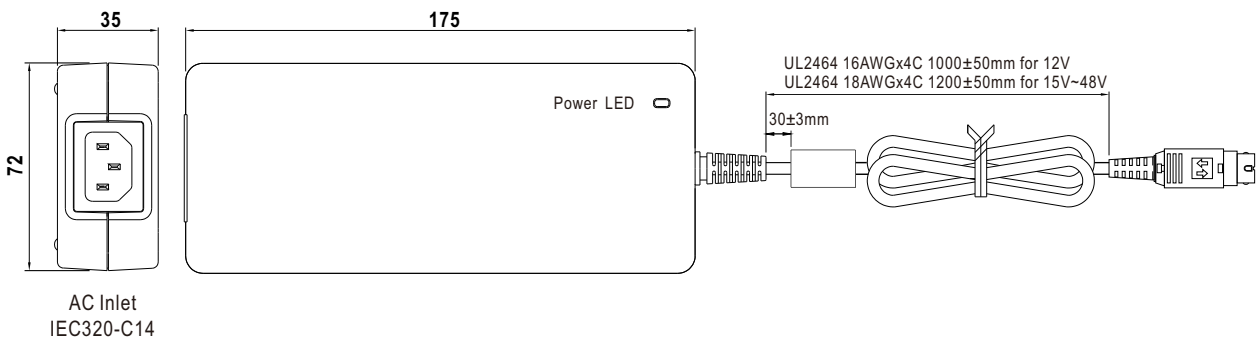 35
175
UL2464 16AWGx4C 1000±50mm for 12V
UL2464 18AWGx4C 1200±50mm for 15V~48V
Power LED
30±3mm
72
AC Inlet
IEC320-C14